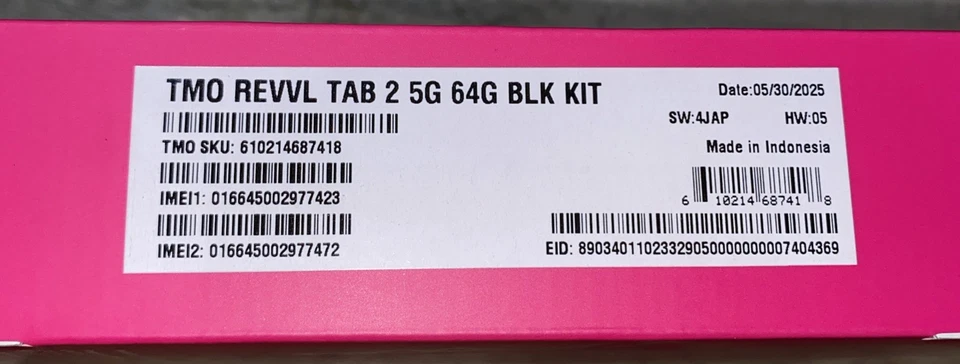 TMO REVVL TAB 2 5G 64G BLK KIT
Date:05/30/2025
SW:4JAP HW:05
TMO SKU: 610214687418
Made in Indonesia
IMEI1: 016645002977423
6 10214 68741 8
IMEI2: 016645002977472
EID: 89034011023329050000000007404369